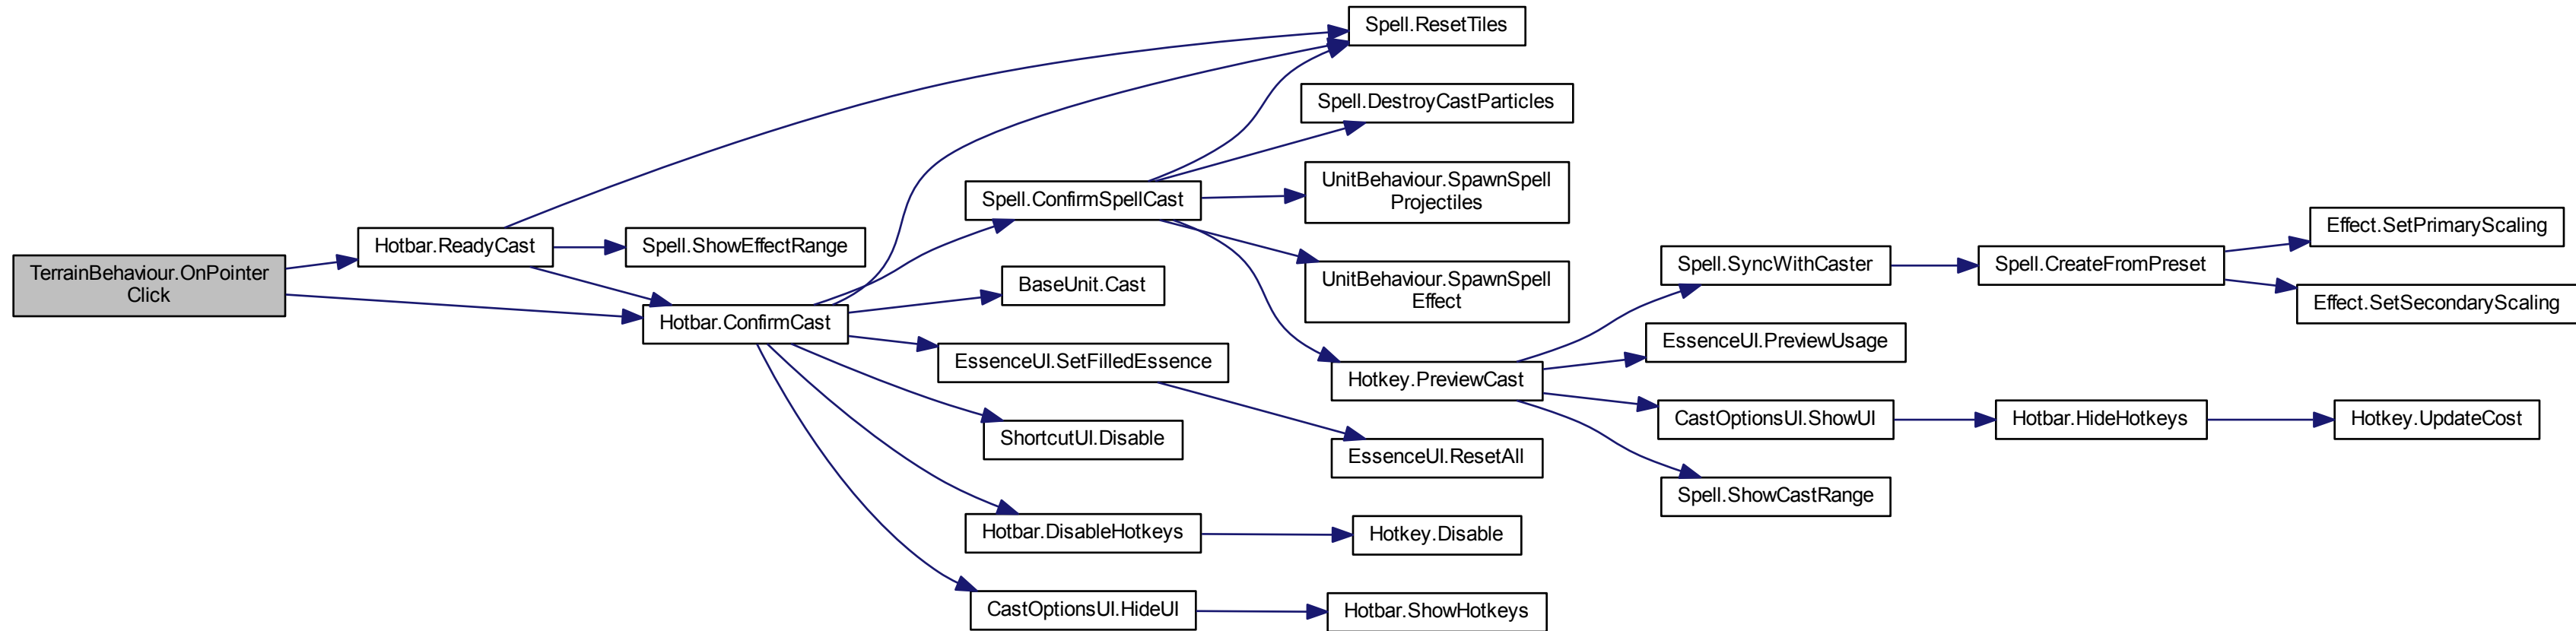 Spell.ResetTiles
Spell.DestroyCastParticles
UnitBehaviour.SpawnSpell
Projectiles
Spell.ConfirmSpellCast
Effect.SetPrimaryScaling
Hotbar.ReadyCast
Spell.ShowEffectRange
TerrainBehaviour.OnPointer
Click
UnitBehaviour.SpawnSpell
Effect
Spell.SyncWithCaster
Spell.CreateFromPreset
BaseUnit.Cast
Effect.SetSecondaryScaling
Hotbar.ConfirmCast
EssenceUI.PreviewUsage
EssenceUI.SetFilledEssence
Hotkey.PreviewCast
CastOptionsUI.ShowUI
Hotbar.HideHotkeys
Hotkey.UpdateCost
ShortcutUI.Disable
EssenceUI.ResetAll
Spell.ShowCastRange
Hotbar.DisableHotkeys
Hotkey.Disable
CastOptionsUI.HideUI
Hotbar.ShowHotkeys